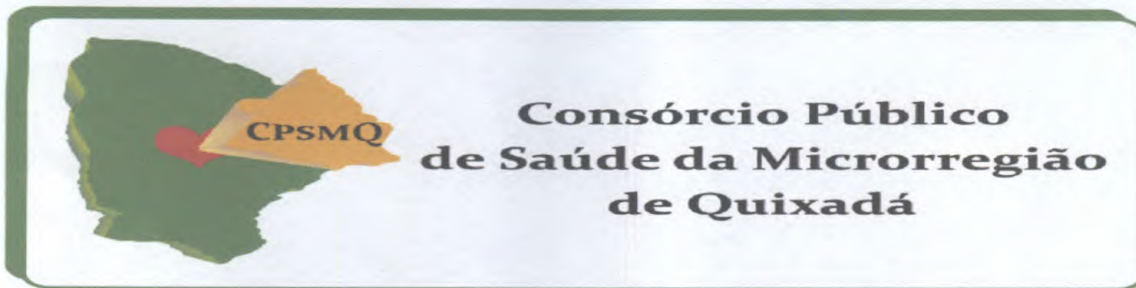 CPSMQ
Consórcio Público
de Saúde da Microrregião
de Quixadá